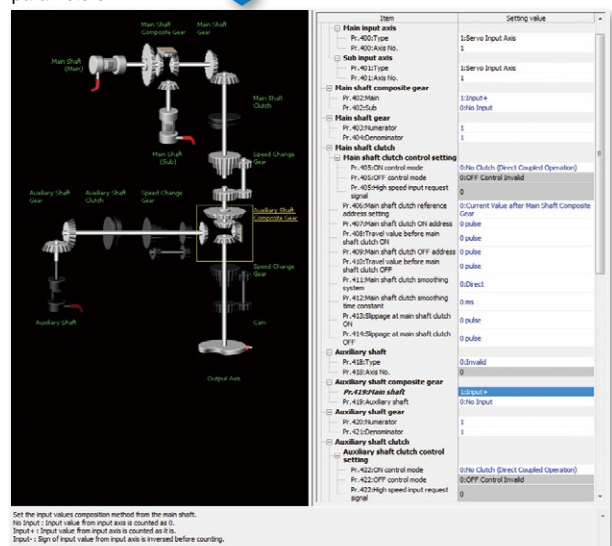 Main Shaft
Composite Gear
Main Shaft
Gear
Main Shaft
(Main)
Main Shaft
Clutch
Main Shaft
(Sub)
Speed Change
Gear
Auxiliary Shaft
Gear
Auxiliary Shaft
Clutch
Speed Change
Gear
Auxiliary Shaft
Composite Gear
Speed Change
Gear
Auxiliary Shaft
Cam
Output Axis
Item Setting value
Main input axis
Pr.400:Type 1:Servo Input Axis
Pr.400:Axis No. 1
Sub input axis
Pr.401:Type 1:Servo Input Axis
Pr.401:Axis No. 1
Main shaft composite gear
Pr.402:Main 1:Input+
Pr.402:Sub 0:No Input
Main shaft gear
Pr.403:Numerator 1
Pr.404:Denominator 1
Main shaft clutch
Main shaft clutch control setting
Pr.405:ON control mode 0:No Clutch (Direct Coupled Operation)
Pr.405:OFF control mode 0:OFF Control Invalid
Pr.405:High speed input request
signal 0
Pr.406:Main shaft clutch reference
address setting 0:Current Value after Main Shaft Composite
Gear
Pr.407:Main shaft clutch ON address 0 pulse
Pr.408:Travel value before main
shaft clutch ON 0 pulse
Pr.409:Main shaft clutch OFF address 0 pulse
Pr.410:Travel value before main
shaft clutch OFF 0 pulse
Pr.411:Main shaft clutch smoothing
system 0:Direct
Pr.412:Main shaft clutch smoothing
time constant 0 ms
Pr.413:Slippage at main shaft clutch
ON 0 pulse
Pr.414:Slippage at main shaft clutch
OFF 0 pulse
Auxiliary shaft
Pr.418:Type 0:Invalid
Pr.418:Axis No. 0
Auxiliary shaft composite gear
Pr.419:Main shaft 1:Input+
Pr.419:Auxiliary shaft 0:No Input
Auxiliary shaft gear
Pr.420:Numerator 1
Pr.421:Denominator 1
Auxiliary shaft clutch
Auxiliary shaft clutch control
setting
Pr.422:ON control mode 0:No Clutch (Direct Coupled Operation)
Pr.422:OFF control mode 0:OFF Control Invalid
Pr.422:High speed input request
signal 0
Set the input values composition method from the main shaft.
No Input : Input value from input axis is counted as 0.
Input+ : Input value from input axis is counted as it is.
Input- : Sign of input value from input axis is inversed before counting.